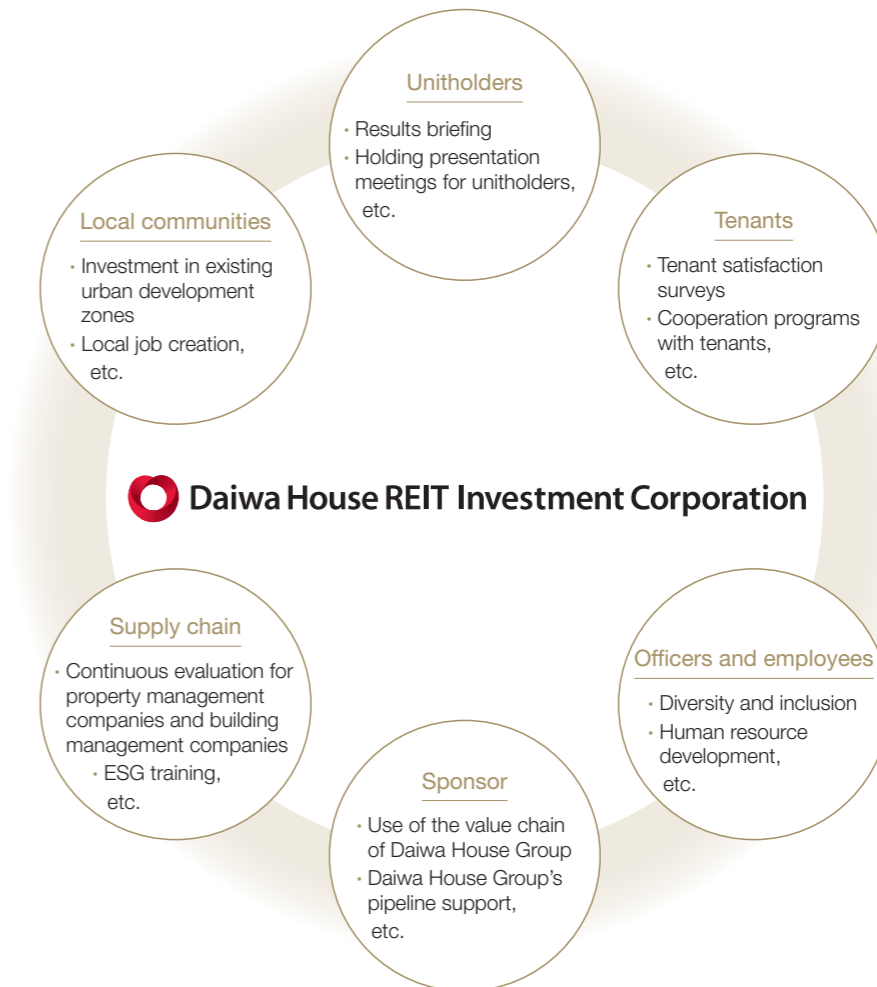 Unitholders
· Results briefing
· Holding presentation
meetings for unitholders,
etc.
Local communities
· Investment in existing
urban development
zones
· Local job creation,
etc.
Tenants
· Tenant satisfaction
surveys
· Cooperation programs
with tenants,
etc.
Daiwa House REIT Investment Corporation
Supply chain
· Continuous evaluation for
property management
companies and building
management companies
· ESG training,
etc.
Officers and employees
· Diversity and inclusion
· Human resource
development,
etc.
Sponsor
· Use of the value chain
of Daiwa House Group
· Daiwa House Group's
pipeline support,
etc.